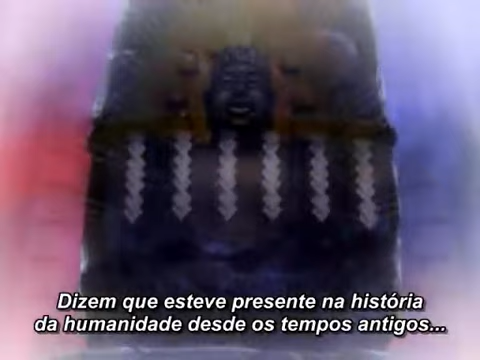 Dizem que esteve presente na história
da humanidade desde os tempos antigos...